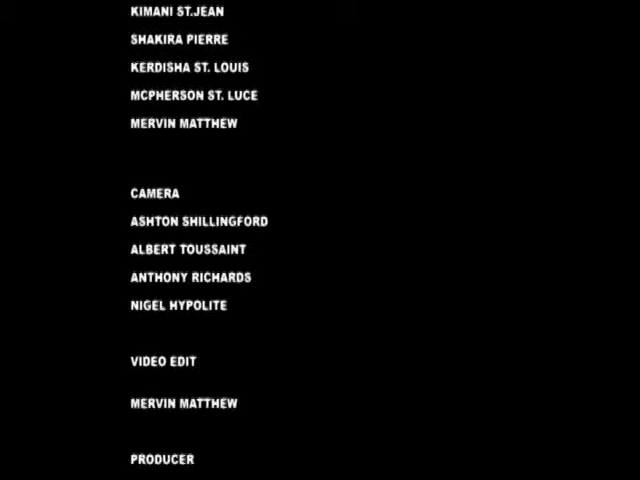 KIMANI ST.JEAN
SHAKIRA PIERRE
KERDISHA ST. LOUIS
MCPHERSON ST. LUCE
MERVIN MATTHEW
CAMERA
ASHTON SHILLINGFORD
ALBERT TOUSSAINT
ANTHONY RICHARDS
NIGEL HYPOLITE
VIDEO EDIT
MERVIN MATTHEW
PRODUCER